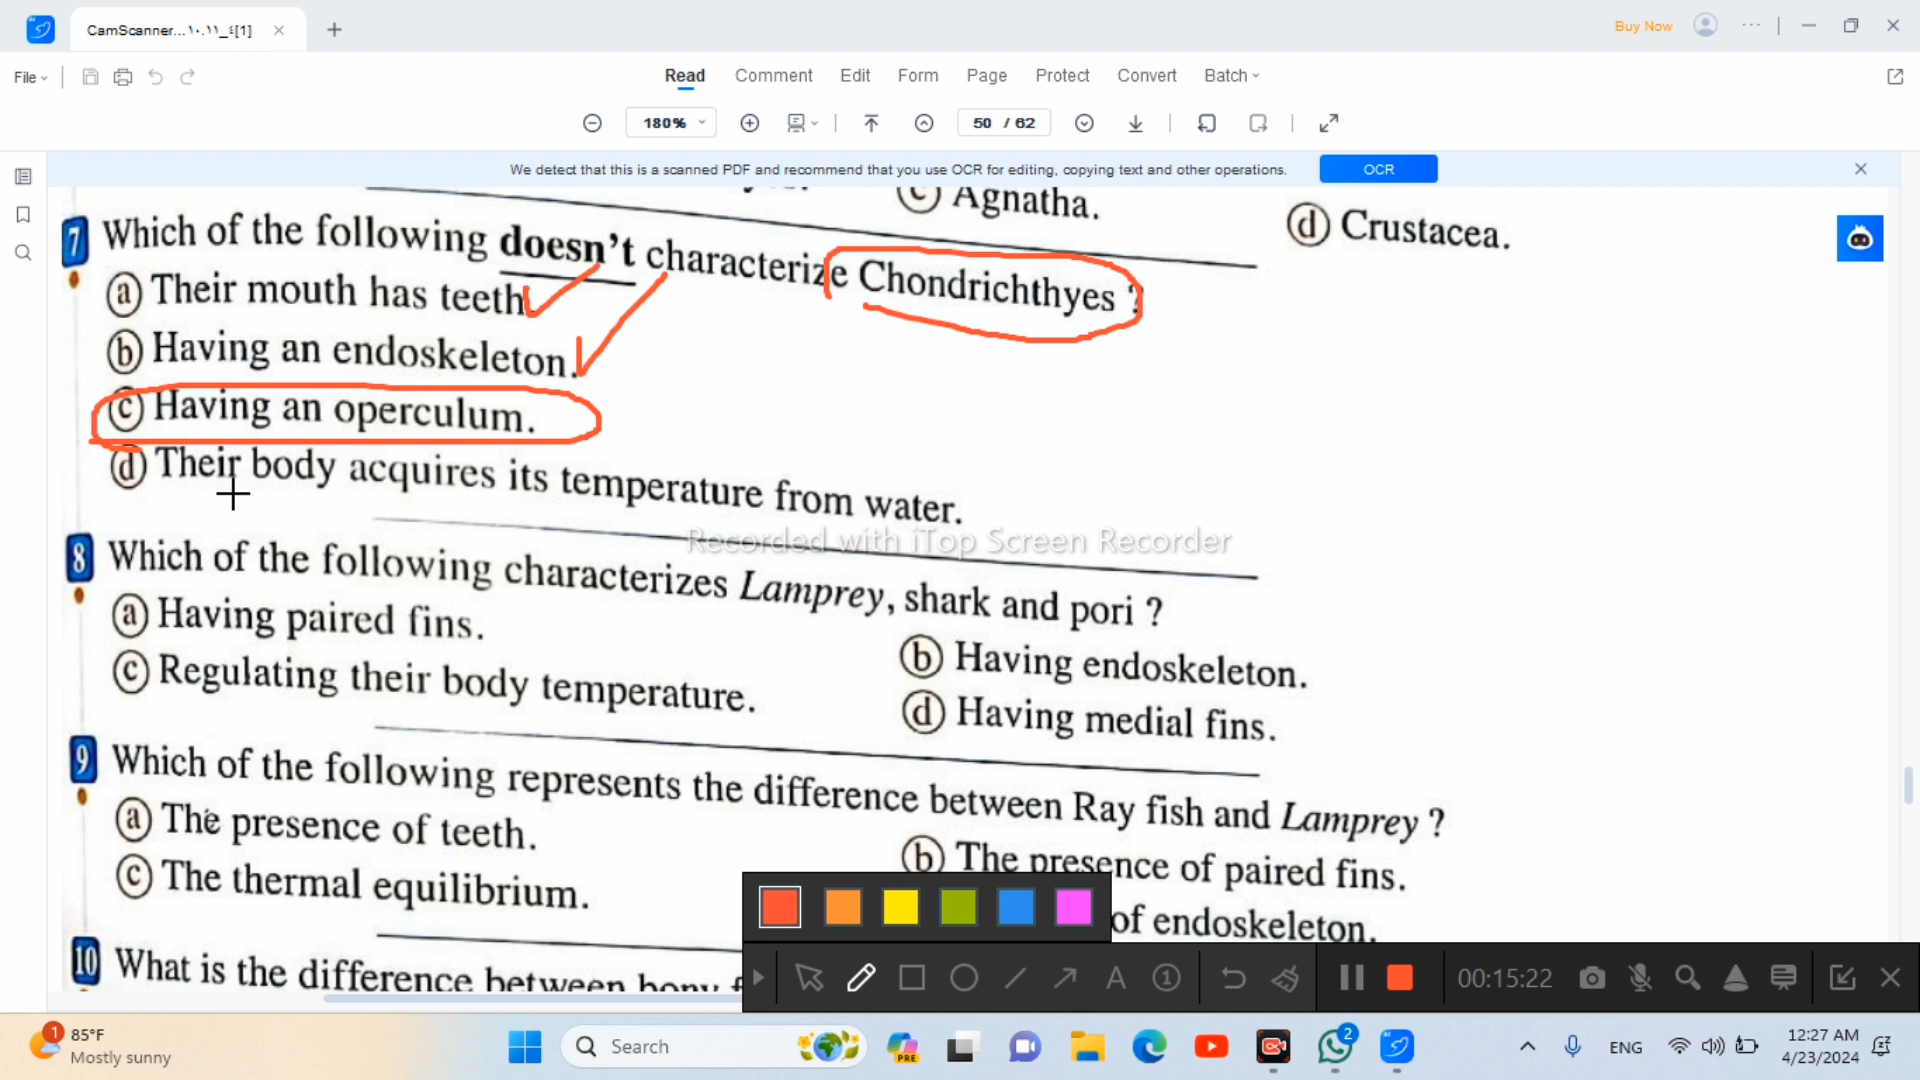 CamScanner...١٠.١١_٤[1]
Buy Now
File
Read Comment Edit Form Page Protect Convert Batch
180% 50 / 62
We detect that this is a scanned PDF and recommend that you use OCR for editing, copying text and other operations. OCR
c Agnatha.
d Crustacea.
7 Which of the following doesn't characterize Chondrichthyes ?
a Their mouth has teeth.
b Having an endoskeleton.
c Having an operculum.
d Their body acquires its temperature from water.
Recorded with iTop Screen Recorder
8 Which of the following characterizes Lamprey, shark and pori ?
a Having paired fins.
b Having endoskeleton.
c Regulating their body temperature.
d Having medial fins.
9 Which of the following represents the difference between Ray fish and Lamprey ?
a The presence of teeth.
b The presence of paired fins.
c The thermal equilibrium.
of endoskeleton.
10 What is the difference between bony
00:15:22
1 85°F
Mostly sunny
Search
PRE
2
ENG
12:27 AM
4/23/2024